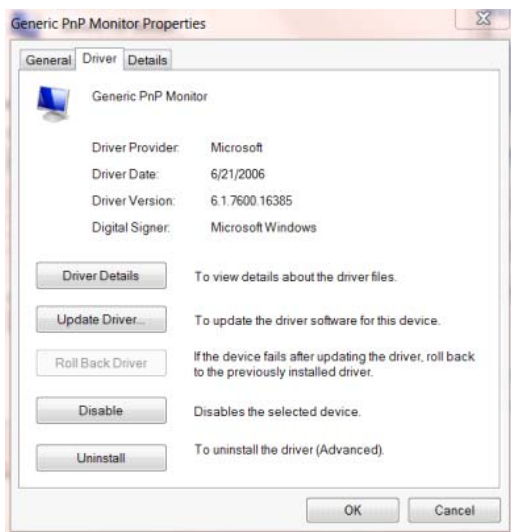 Generic PnP Monitor Properties
General Driver Details
Generic PnP Monitor
Driver Provider: Microsoft
Driver Date: 6/21/2006
Driver Version: 6.1.7600.16385
Digital Signer: Microsoft Windows
Driver Details To view details about the driver files.
Update Driver... To update the driver software for this device.
Roll Back Driver If the device fails after updating the driver, roll back
to the previously installed driver.
Disable Disables the selected device.
Uninstall To uninstall the driver (Advanced).
OK Cancel